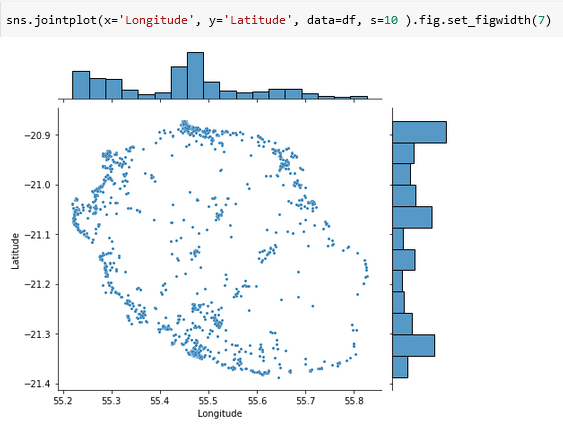 sns.jointplot(x='Longitude', y='Latitude', data=df, s=10 ).fig.set_figwidth(7)
−20.9
−21.0
−21.1
−21.2
−21.3
−21.4
Latitude
55.2 55.3 55.4 55.5 55.6 55.7 55.8
Longitude